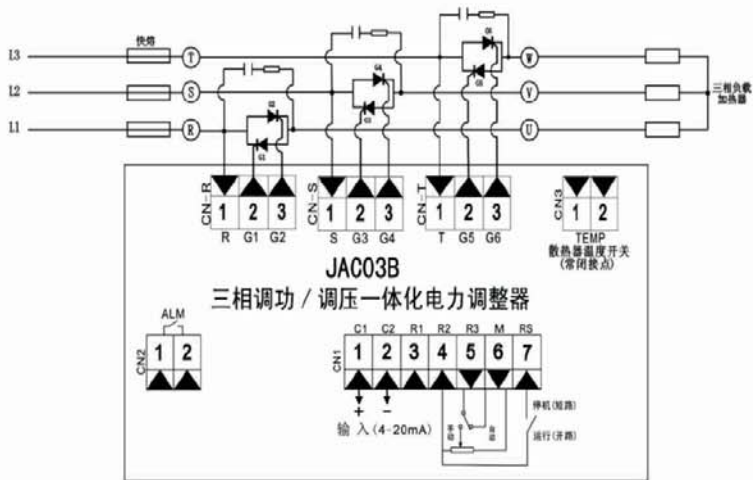 L3 快熔 T W
L2 S V 三相负载
加热器
L1 R U
G2
G1
G4
G3
G6
G5
CN-R 1 2 3
R G1 G2
CN-S 1 2 3
S G3 G4
CN-T 1 2 3
T G5 G6
CN3 1 2
TEMP
散热器温度开关
(常闭接点)
JAC03B
三相调功 / 调压一体化电力调整器
ALM
CN2 1 2
C1 C2 R1 R2 R3 M RS
CN1 1 2 3 4 5 6 7
+ -
输入(4-20mA)
手动 自动
停机(短路)
运行(开路)